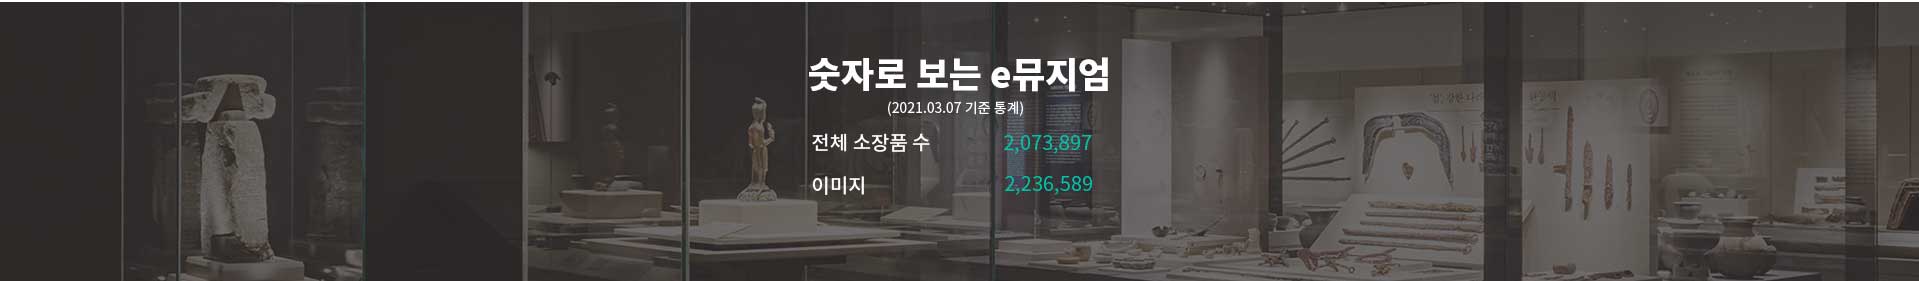 숫자로 보는 e뮤지엄
(2021.03.07 기준 통계)
전체 소장품 수 2,073,897
이미지 2,236,589